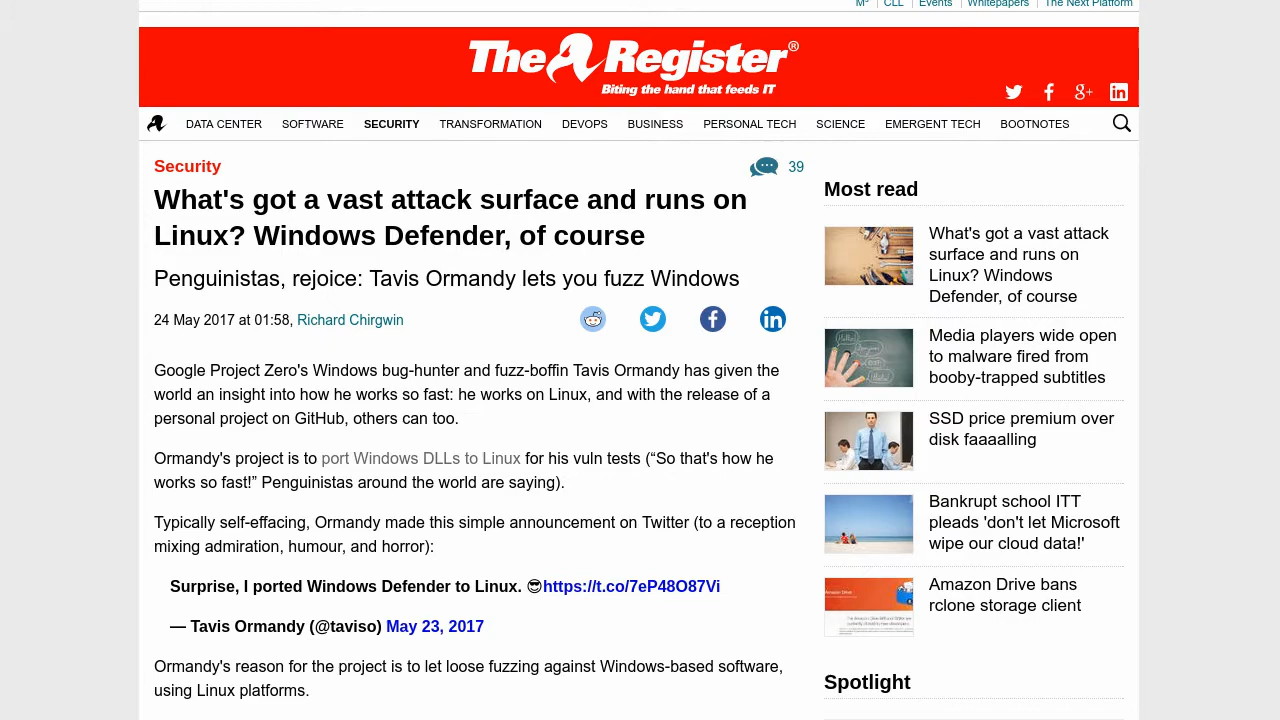 M³ CLL Events Whitepapers The Next Platform
The Register®
Biting the hand that feeds IT
DATA CENTER SOFTWARE SECURITY TRANSFORMATION DEVOPS BUSINESS PERSONAL TECH SCIENCE EMERGENT TECH BOOTNOTES
Security
39
What's got a vast attack surface and runs on
Linux? Windows Defender, of course
Penguinistas, rejoice: Tavis Ormandy lets you fuzz Windows
24 May 2017 at 01:58, Richard Chirgwin
Google Project Zero's Windows bug-hunter and fuzz-boffin Tavis Ormandy has given the
world an insight into how he works so fast: he works on Linux, and with the release of a
personal project on GitHub, others can too.
Ormandy's project is to port Windows DLLs to Linux for his vuln tests (“So that's how he
works so fast!” Penguinistas around the world are saying).
Typically self-effacing, Ormandy made this simple announcement on Twitter (to a reception
mixing admiration, humour, and horror):
Surprise, I ported Windows Defender to Linux. 😎https://t.co/7eP48O87Vi
— Tavis Ormandy (@taviso) May 23, 2017
Ormandy's reason for the project is to let loose fuzzing against Windows-based software,
using Linux platforms.
Most read
What's got a vast attack
surface and runs on
Linux? Windows
Defender, of course
Media players wide open
to malware fired from
booby-trapped subtitles
SSD price premium over
disk faaaalling
Bankrupt school ITT
pleads 'don't let Microsoft
wipe our cloud data!'
Amazon Drive bans
rclone storage client
Spotlight